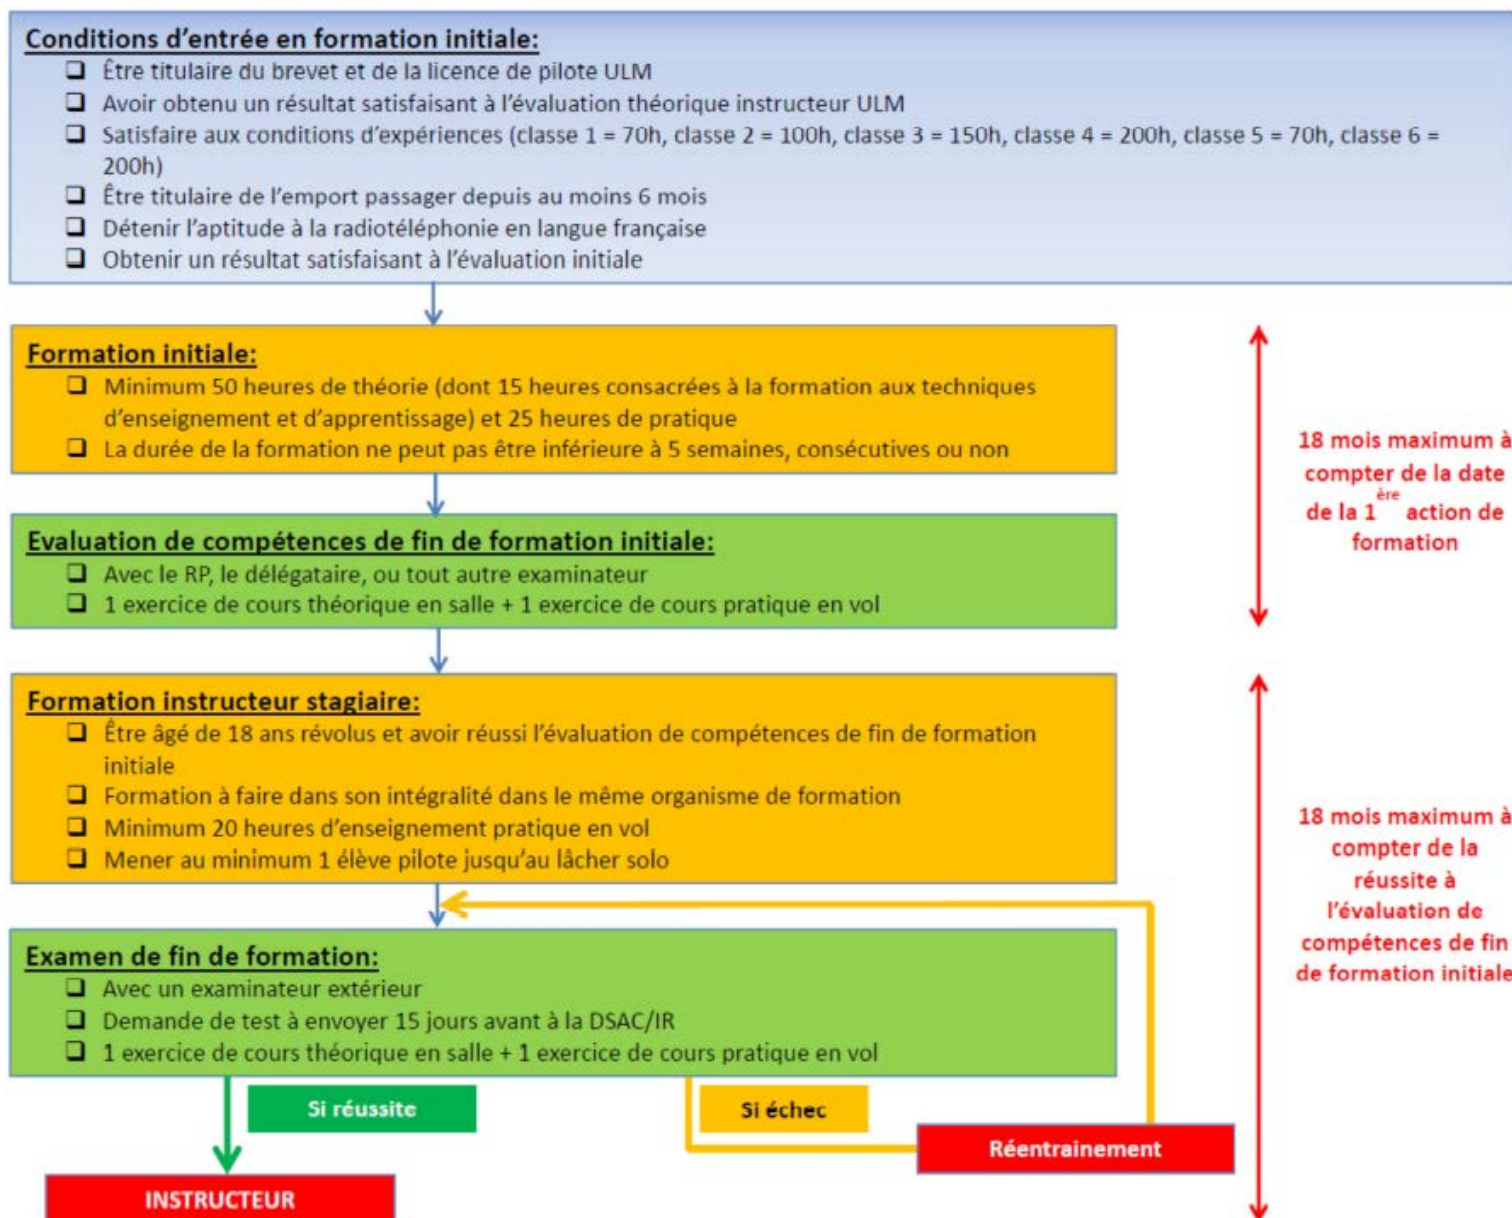 Conditions d'entrée en formation initiale:
❑ Être titulaire du brevet et de la licence de pilote ULM
❑ Avoir obtenu un résultat satisfaisant à l'évaluation théorique instructeur ULM
❑ Satisfaire aux conditions d'expériences (classe 1 = 70h, classe 2 = 100h, classe 3 = 150h, classe 4 = 200h, classe 5 = 70h, classe 6 =
200h)
❑ Être titulaire de l'emport passager depuis au moins 6 mois
❑ Détenir l'aptitude à la radiotéléphonie en langue française
❑ Obtenir un résultat satisfaisant à l'évaluation initiale
Formation initiale:
❑ Minimum 50 heures de théorie (dont 15 heures consacrées à la formation aux techniques
d'enseignement et d'apprentissage) et 25 heures de pratique
❑ La durée de la formation ne peut pas être inférieure à 5 semaines, consécutives ou non
18 mois maximum à
compter de la date
de la 1ère action de
formation
Evaluation de compétences de fin de formation initiale:
❑ Avec le RP, le délégataire, ou tout autre examinateur
❑ 1 exercice de cours théorique en salle + 1 exercice de cours pratique en vol
Formation instructeur stagiaire:
❑ Être âgé de 18 ans révolus et avoir réussi l'évaluation de compétences de fin de formation
initiale
❑ Formation à faire dans son intégralité dans le même organisme de formation
❑ Minimum 20 heures d'enseignement pratique en vol
❑ Mener au minimum 1 élève pilote jusqu'au lâcher solo
18 mois maximum à
compter de la
réussite à
l'évaluation de
compétences de fin
de formation initiale
Examen de fin de formation:
❑ Avec un examinateur extérieur
❑ Demande de test à envoyer 15 jours avant à la DSAC/IR
❑ 1 exercice de cours théorique en salle + 1 exercice de cours pratique en vol
Si réussite
Si échec
Réentrainement
INSTRUCTEUR